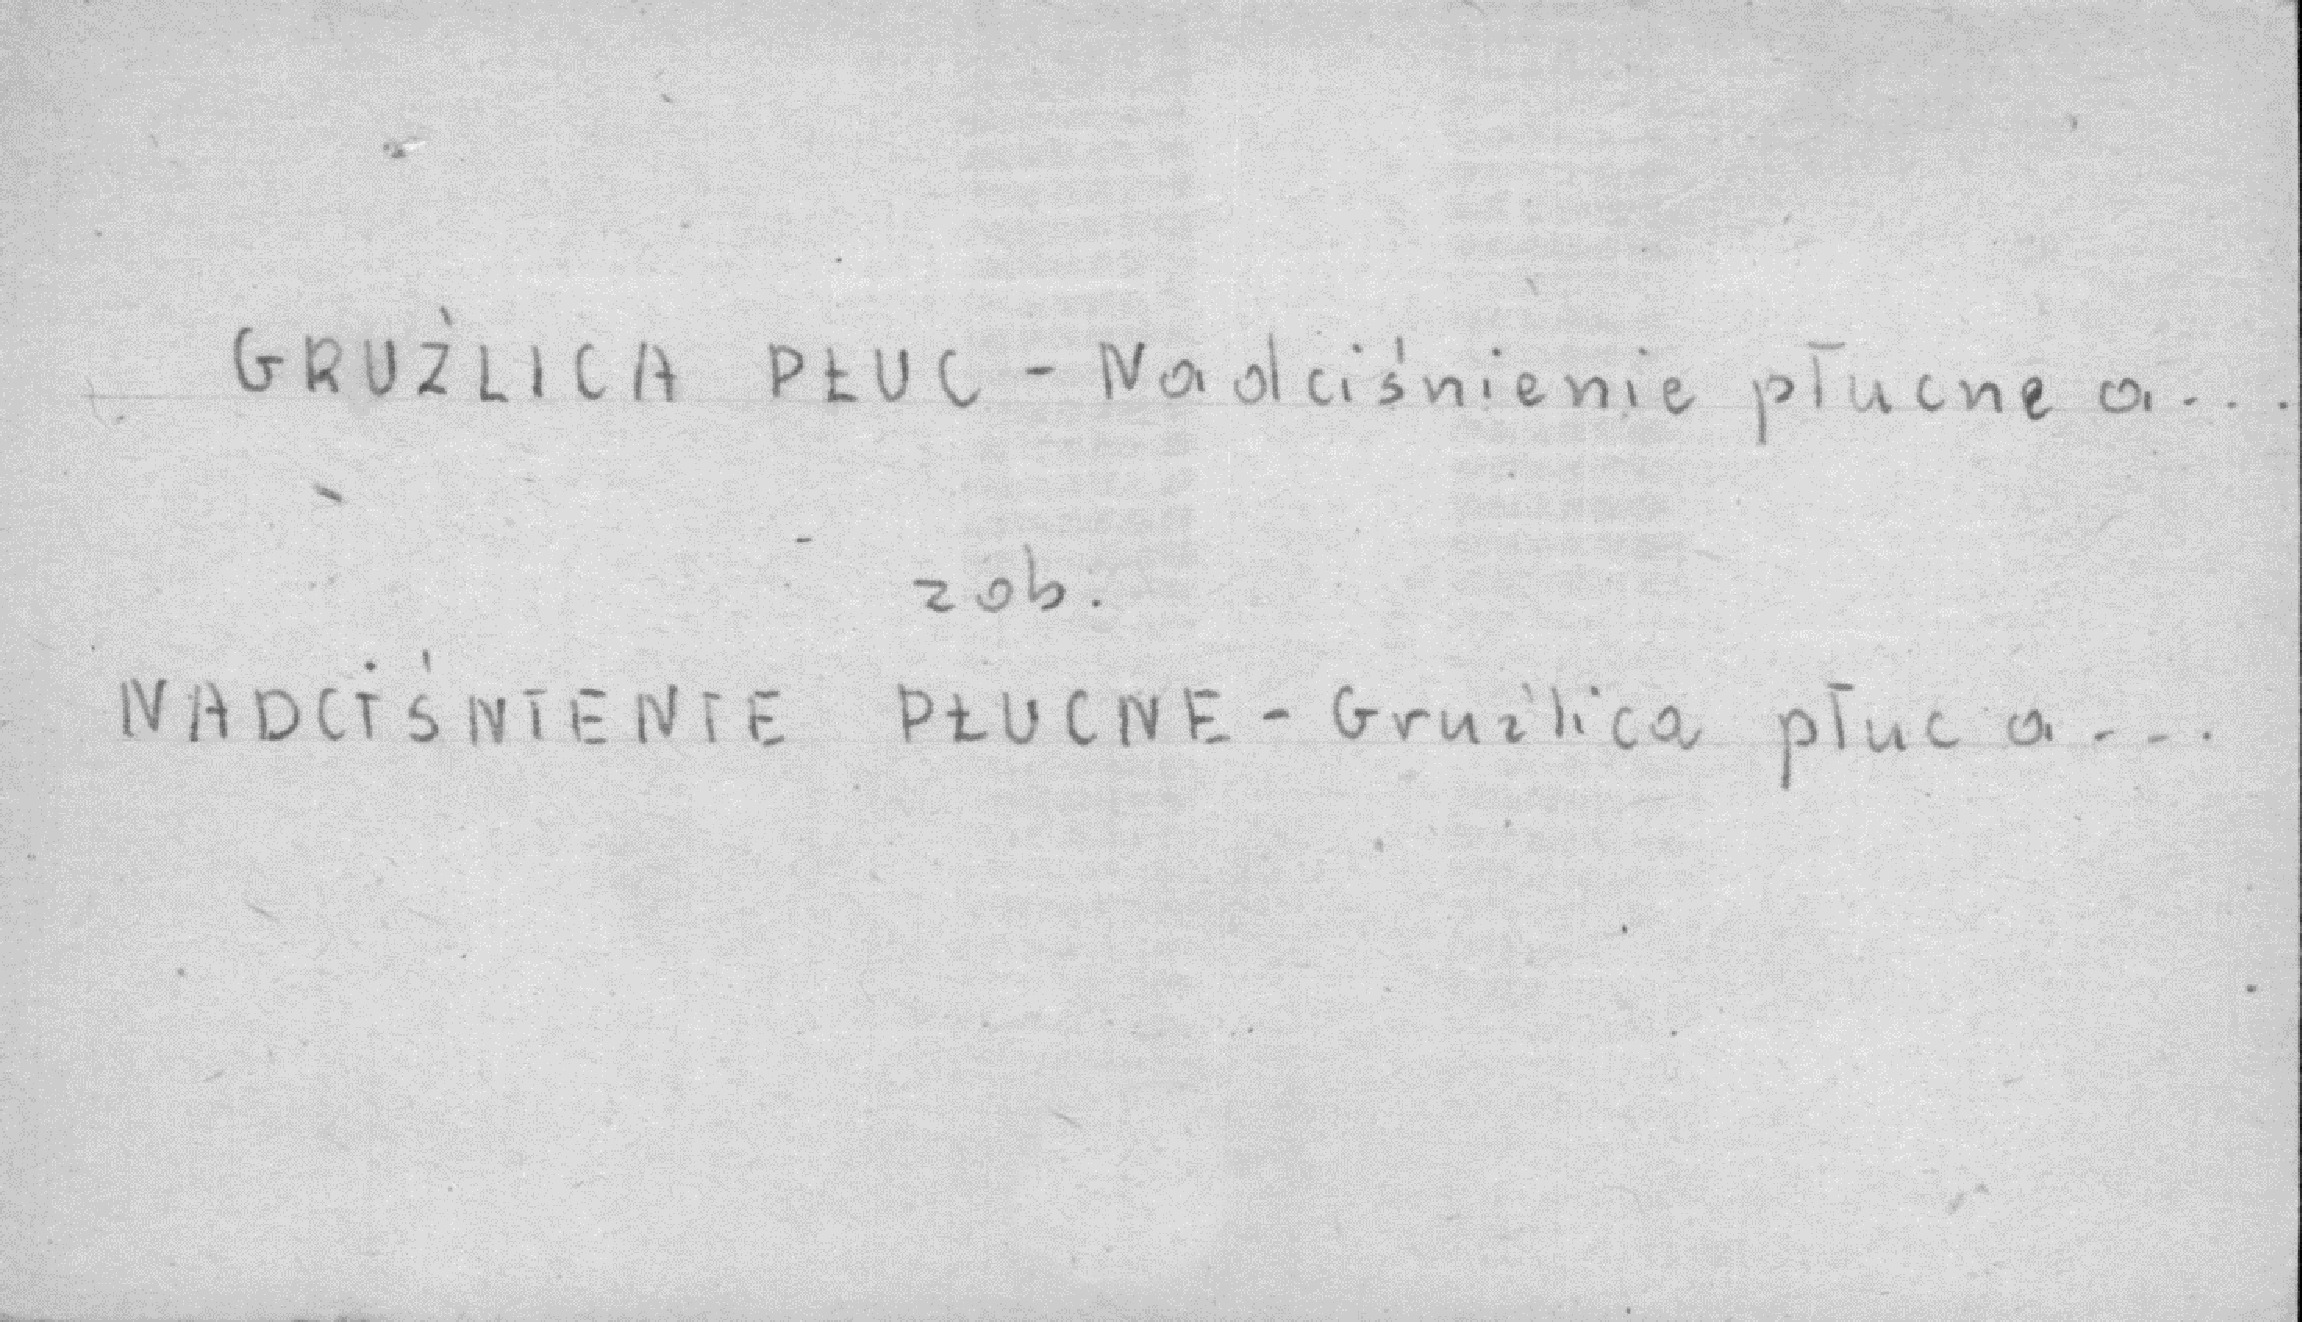 GRUŹLICA PŁUC - Nadciśnienie płucne a...
zob.
NADCIŚNIENIE PŁUCNE - Gruźlica płuc a...